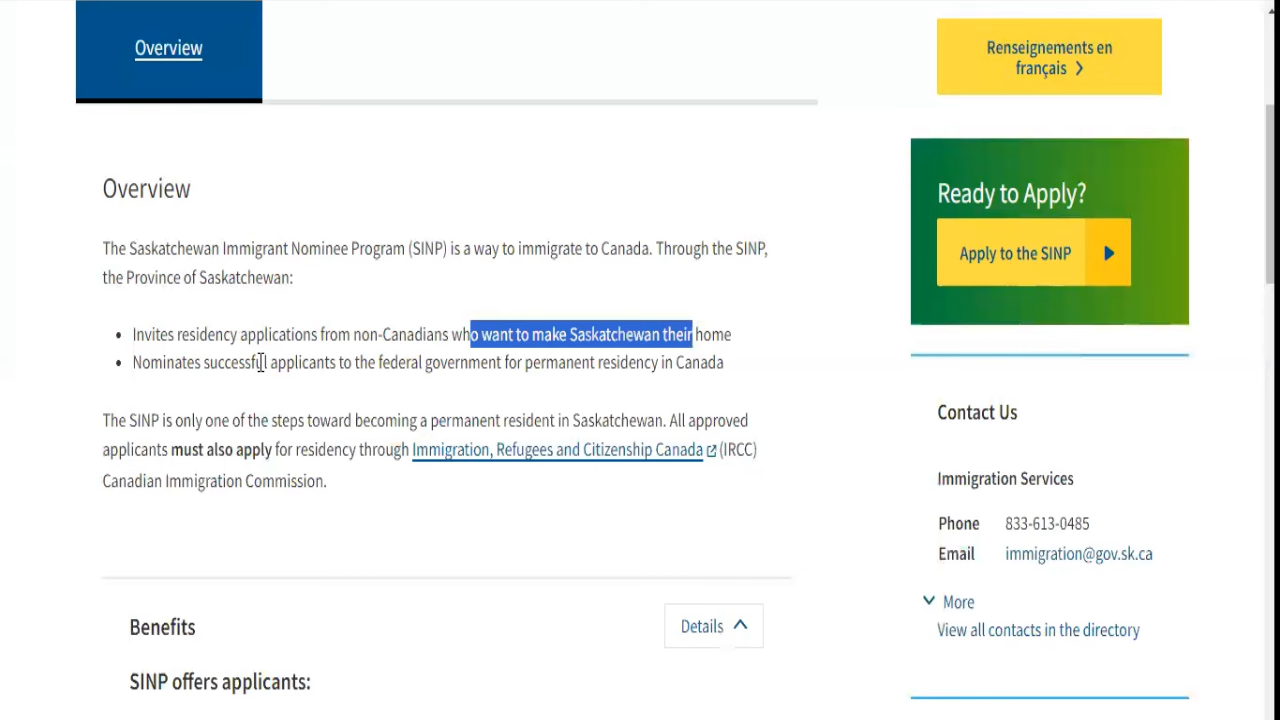 Overview
Renseignements en
français
Overview
The Saskatchewan Immigrant Nominee Program (SINP) is a way to immigrate to Canada. Through the SINP,
the Province of Saskatchewan:
• Invites residency applications from non-Canadians who want to make Saskatchewan their home
• Nominates successful applicants to the federal government for permanent residency in Canada
The SINP is only one of the steps toward becoming a permanent resident in Saskatchewan. All approved
applicants must also apply for residency through Immigration, Refugees and Citizenship Canada (IRCC)
Canadian Immigration Commission.
Benefits
Details
SINP offers applicants:
Ready to Apply?
Apply to the SINP
Contact Us
Immigration Services
Phone 833-613-0485
Email immigration@gov.sk.ca
More
View all contacts in the directory